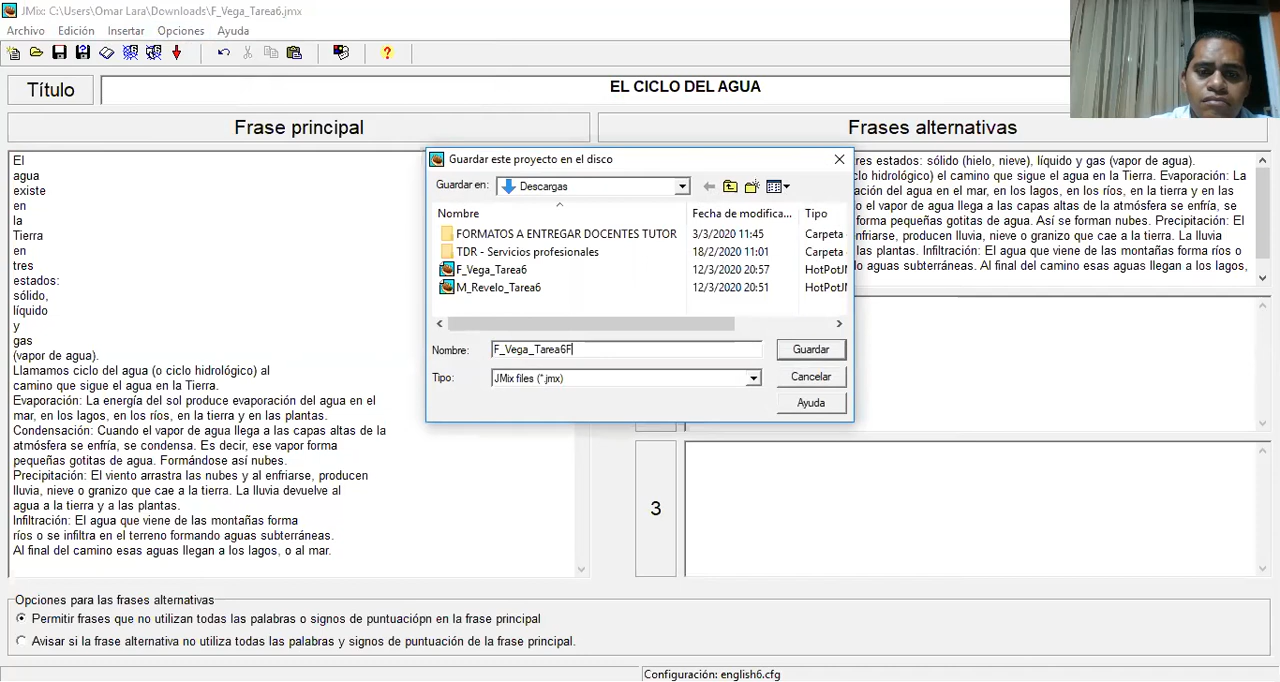 JMix: C:\Users\Omar Lara\Downloads\F_Vega_Tarea6.jmx
Archivo Edición Insertar Opciones Ayuda
Título
EL CICLO DEL AGUA
Frase principal
Frases alternativas
El
agua
existe
en
la
Tierra
en
tres
estados:
sólido,
líquido
y
gas
(vapor de agua).
Llamamos ciclo del agua (o ciclo hidrológico) al
camino que sigue el agua en la Tierra.
Evaporación: La energía del sol produce evaporación del agua en el
mar, en los lagos, en los ríos, en la tierra y en las plantas.
Condensación: Cuando el vapor de agua llega a las capas altas de la
atmósfera se enfría, se condensa. Es decir, ese vapor forma
pequeñas gotitas de agua. Formándose así nubes.
Precipitación: El viento arrastra las nubes y al enfriarse, producen
lluvia, nieve o granizo que cae a la tierra. La lluvia devuelve al
agua a la tierra y a las plantas.
Infiltración: El agua que viene de las montañas forma
ríos o se infiltra en el terreno formando aguas subterráneas.
Al final del camino esas aguas llegan a los lagos, o al mar.
Guardar este proyecto en el disco
Guardar en: Descargas
Nombre Fecha de modifica... Tipo
FORMATOS A ENTREGAR DOCENTES TUTOR 3/3/2020 11:45 Carpeta
TDR - Servicios profesionales 18/2/2020 11:01 Carpeta
F_Vega_Tarea6 12/3/2020 20:57 HotPotJM
M_Revelo_Tarea6 12/3/2020 20:51 HotPotJM
Nombre: F_Vega_Tarea6F Guardar
Tipo: JMix files (*.jmx) Cancelar
Ayuda
res estados: sólido (hielo, nieve), líquido y gas (vapor de agua).
clo hidrológico) el camino que sigue el agua en la Tierra. Evaporación: La
ación del agua en el mar, en los lagos, en los ríos, en la tierra y en las
o el vapor de agua llega a las capas altas de la atmósfera se enfría, se
forma pequeñas gotitas de agua. Así se forman nubes. Precipitación: El
enfriarse, producen lluvia, nieve o granizo que cae a la tierra. La lluvia
las plantas. Infiltración: El agua que viene de las montañas forma ríos o
o aguas subterráneas. Al final del camino esas aguas llegan a los lagos,
3
Opciones para las frases alternativas
Permitir frases que no utilizan todas las palabras o signos de puntuaciópn en la frase principal
Avisar si la frase alternativa no utiliza todas las palabras y signos de puntuación de la frase principal.
Configuración: english6.cfg